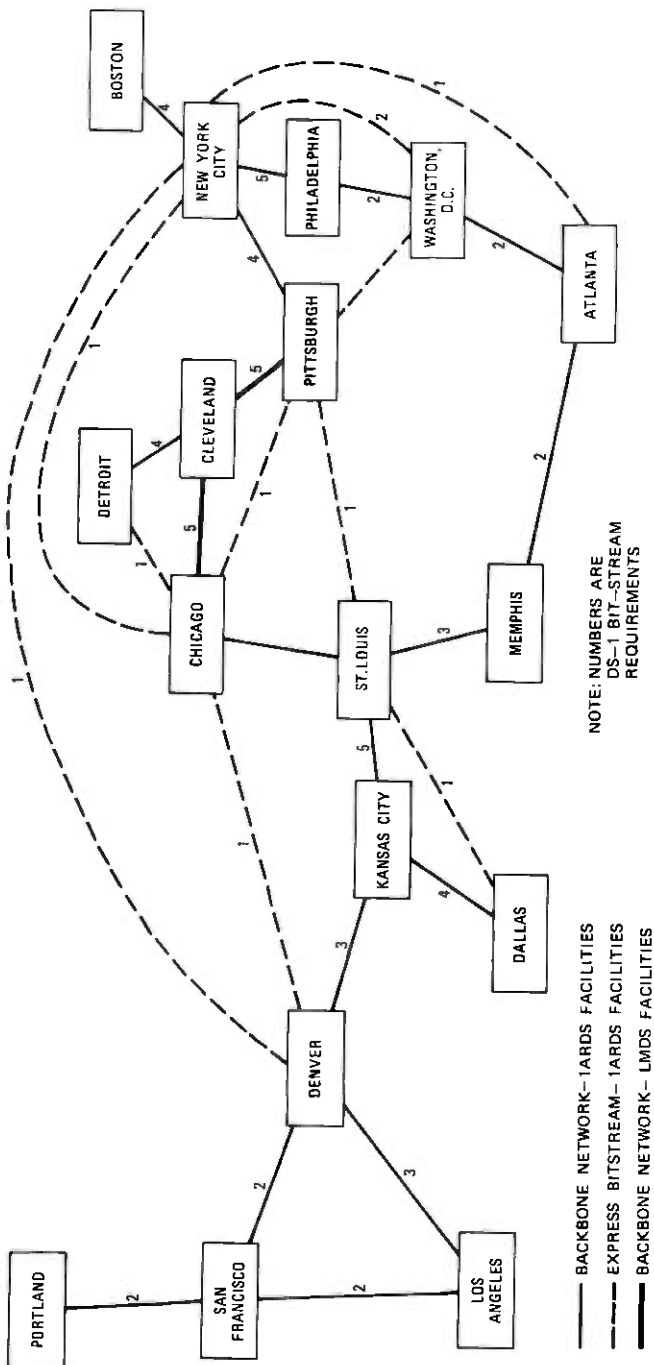 PORTLAND
2
SAN
FRANCISCO
2
2
LOS
ANGELES
3
DENVER
3
1
1
KANSAS CITY
4
5
DALLAS
1
ST. LOUIS
3
MEMPHIS
2
CHICAGO
1
5
1
1
1
DETROIT
4
CLEVELAND
5
PITTSBURGH
4
BOSTON
4
NEW YORK
CITY
5
PHILADELPHIA
2
2
1
WASHINGTON,
D.C.
2
ATLANTA
NOTE: NUMBERS ARE
DS–1 BIT–STREAM
REQUIREMENTS
BACKBONE NETWORK–1ARDS FACILITIES
EXPRESS BITSTREAM–1ARDS FACILITIES
BACKBONE NETWORK–LMDS FACILITIES